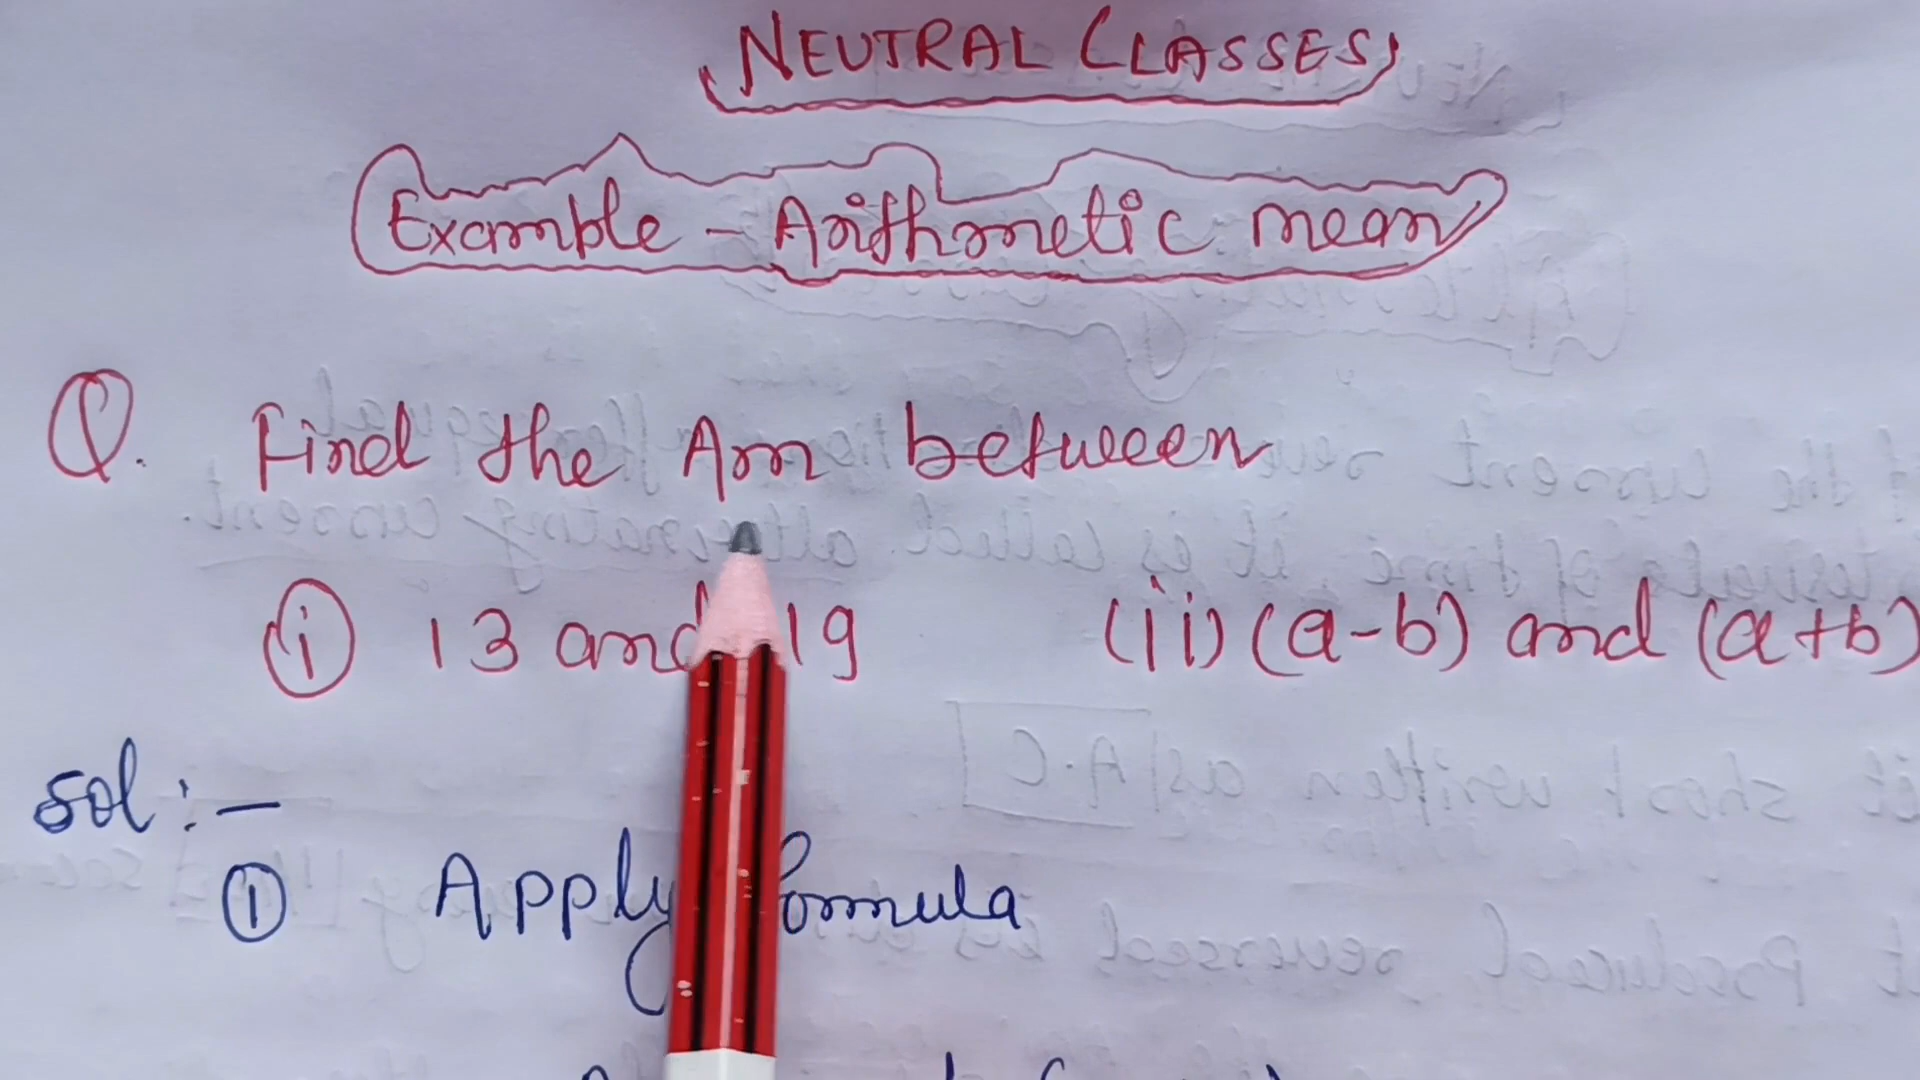 NEUTRAL CLASSES
Example - Arithmetic mean
Q. Find the Am between
(i) 13 and 19 (ii) (a-b) and (a+b)
Sol :-
(1) Apply formula